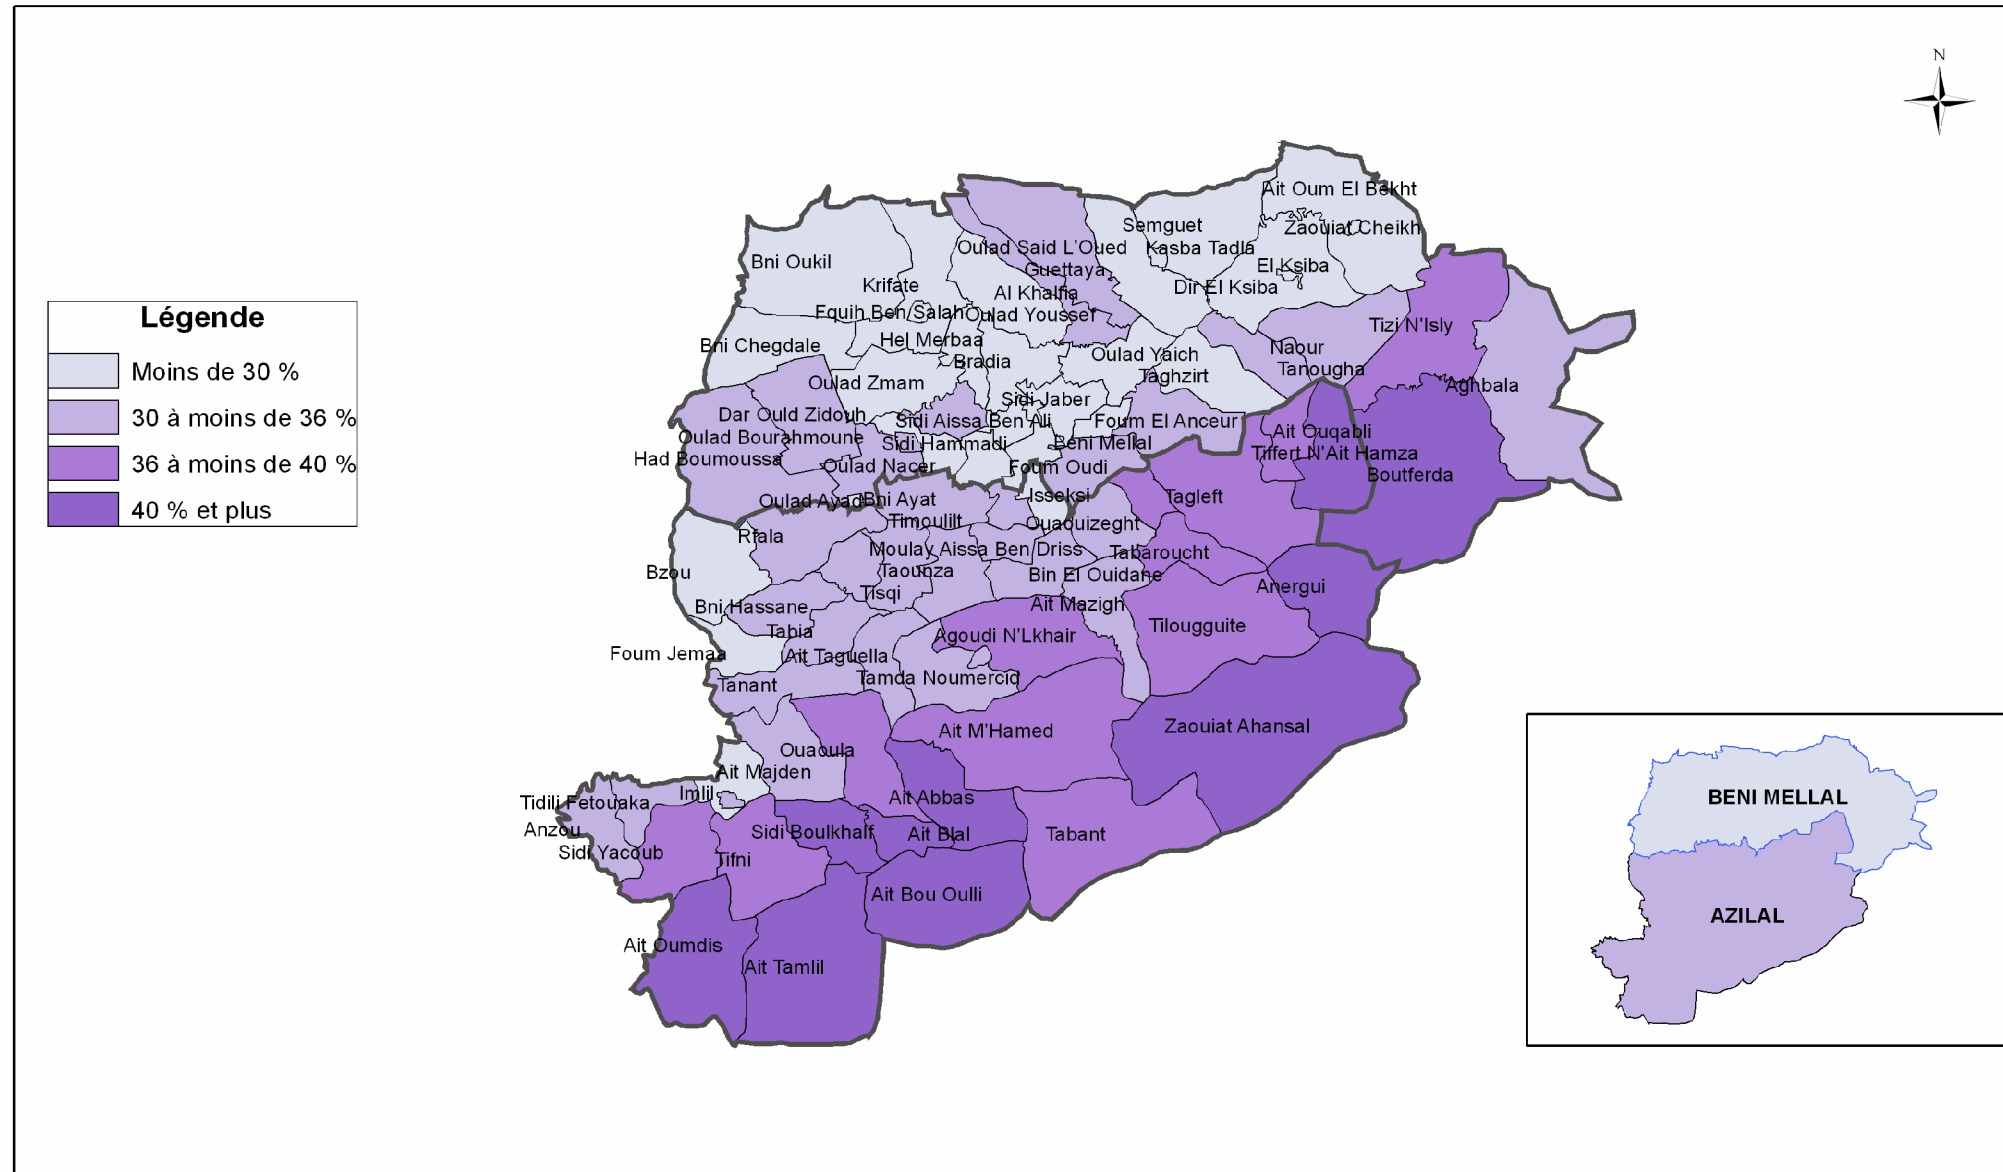 N
Ait Oum El Bekht
Semguet
Zaouiat Cheikh
Oulad Said L'Oued
Kasba Tadla
Bni Oukil
Guettaya
El Ksiba
Krifate
Al Khalfia
Dir El Ksiba
Fquih Ben Salah
Oulad Youssef
Légende
Tizi N'Isly
Bni Chegdale
Hel Merbaa
Naour
Bradia
Oulad Yaich
Moins de 30 %
Tanougha
Oulad Zmam
Taghzirt
Aghbala
Sidi Jaber
30 à moins de 36 %
Dar Ould Zidouh
Sidi Aissa Ben Ali
Foum El Anceur
Oulad Bourahmoune
Ait Ouqabli
Sidi Hammadi
Beni Mellal
Tiffert N'Ait Hamza
Had Boumoussa
36 à moins de 40 %
Oulad Nacer
Foum Oudi
Boutferda
Oulad Ayad
Bni Ayat
Isseksi
Tagleft
40 % et plus
Timoulilt
Ouaouizeght
Rfala
Moulay Aissa Ben Driss
Tabaroucht
Bzou
Taounza
Bin El Ouidane
Anergui
Tisqi
Bni Hassane
Ait Mazigh
Tabia
Agoudi N'Lkhair
Tilougguite
Foum Jemaa
Ait Taguella
Tanant
Tamda Noumercid
Ait M'Hamed
Zaouiat Ahansal
Ouaoula
Ait Majden
Imlil
Ait Abbas
Tidili Fetouaka
Anzou
Sidi Boulkhalf
Ait Blal
Tabant
Sidi Yacoub
Tifni
Ait Bou Oulli
Ait Oumdis
Ait Tamlil
BENI MELLAL
AZILAL